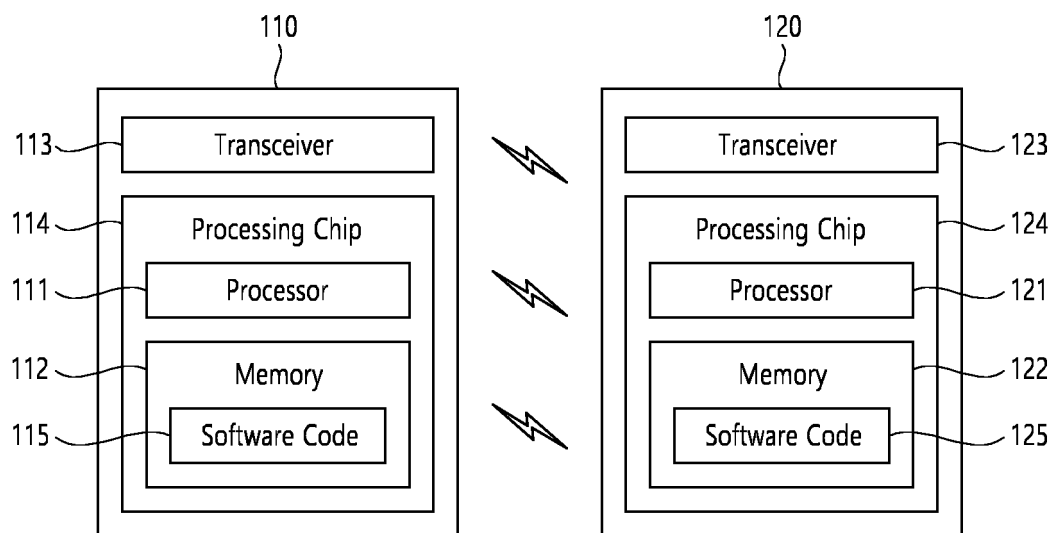 110 120
113 Transceiver Transceiver 123
114 Processing Chip Processing Chip 124
111 Processor Processor 121
112 Memory Memory 122
115 Software Code Software Code 125